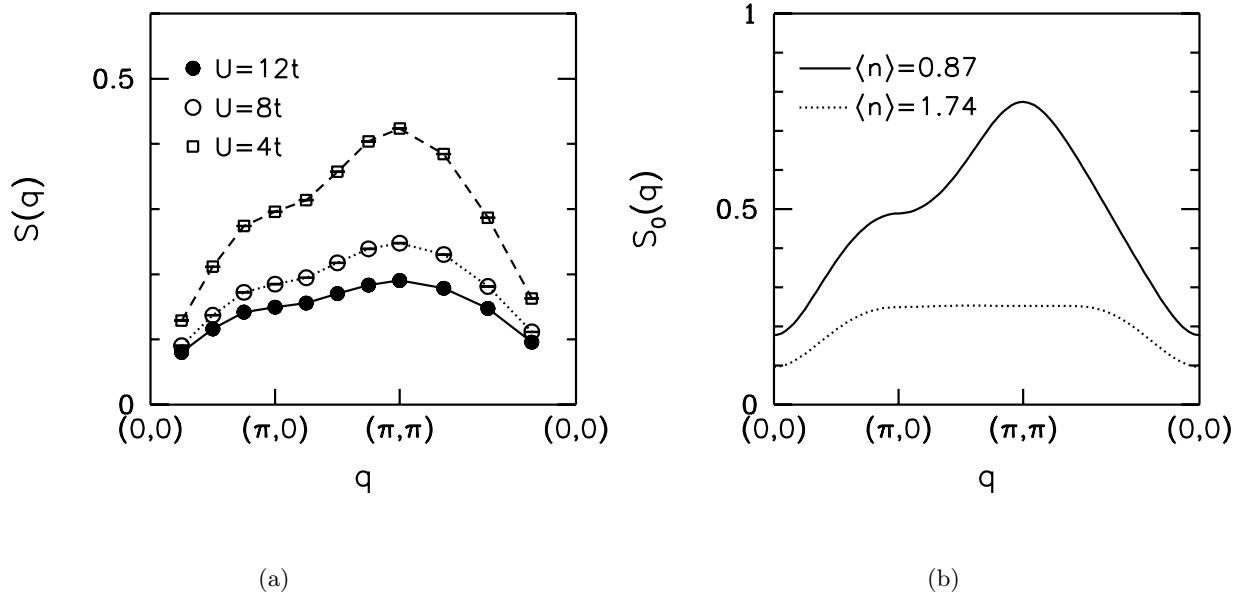 S(q)
0.5
0
U=12t
U=8t
U=4t
(0,0) (π,0) (π,π) (0,0)
q
(a)
S₀(q)
1
0.5
0
⟨n⟩=0.87
⟨n⟩=1.74
(0,0) (π,0) (π,π) (0,0)
q
(b)